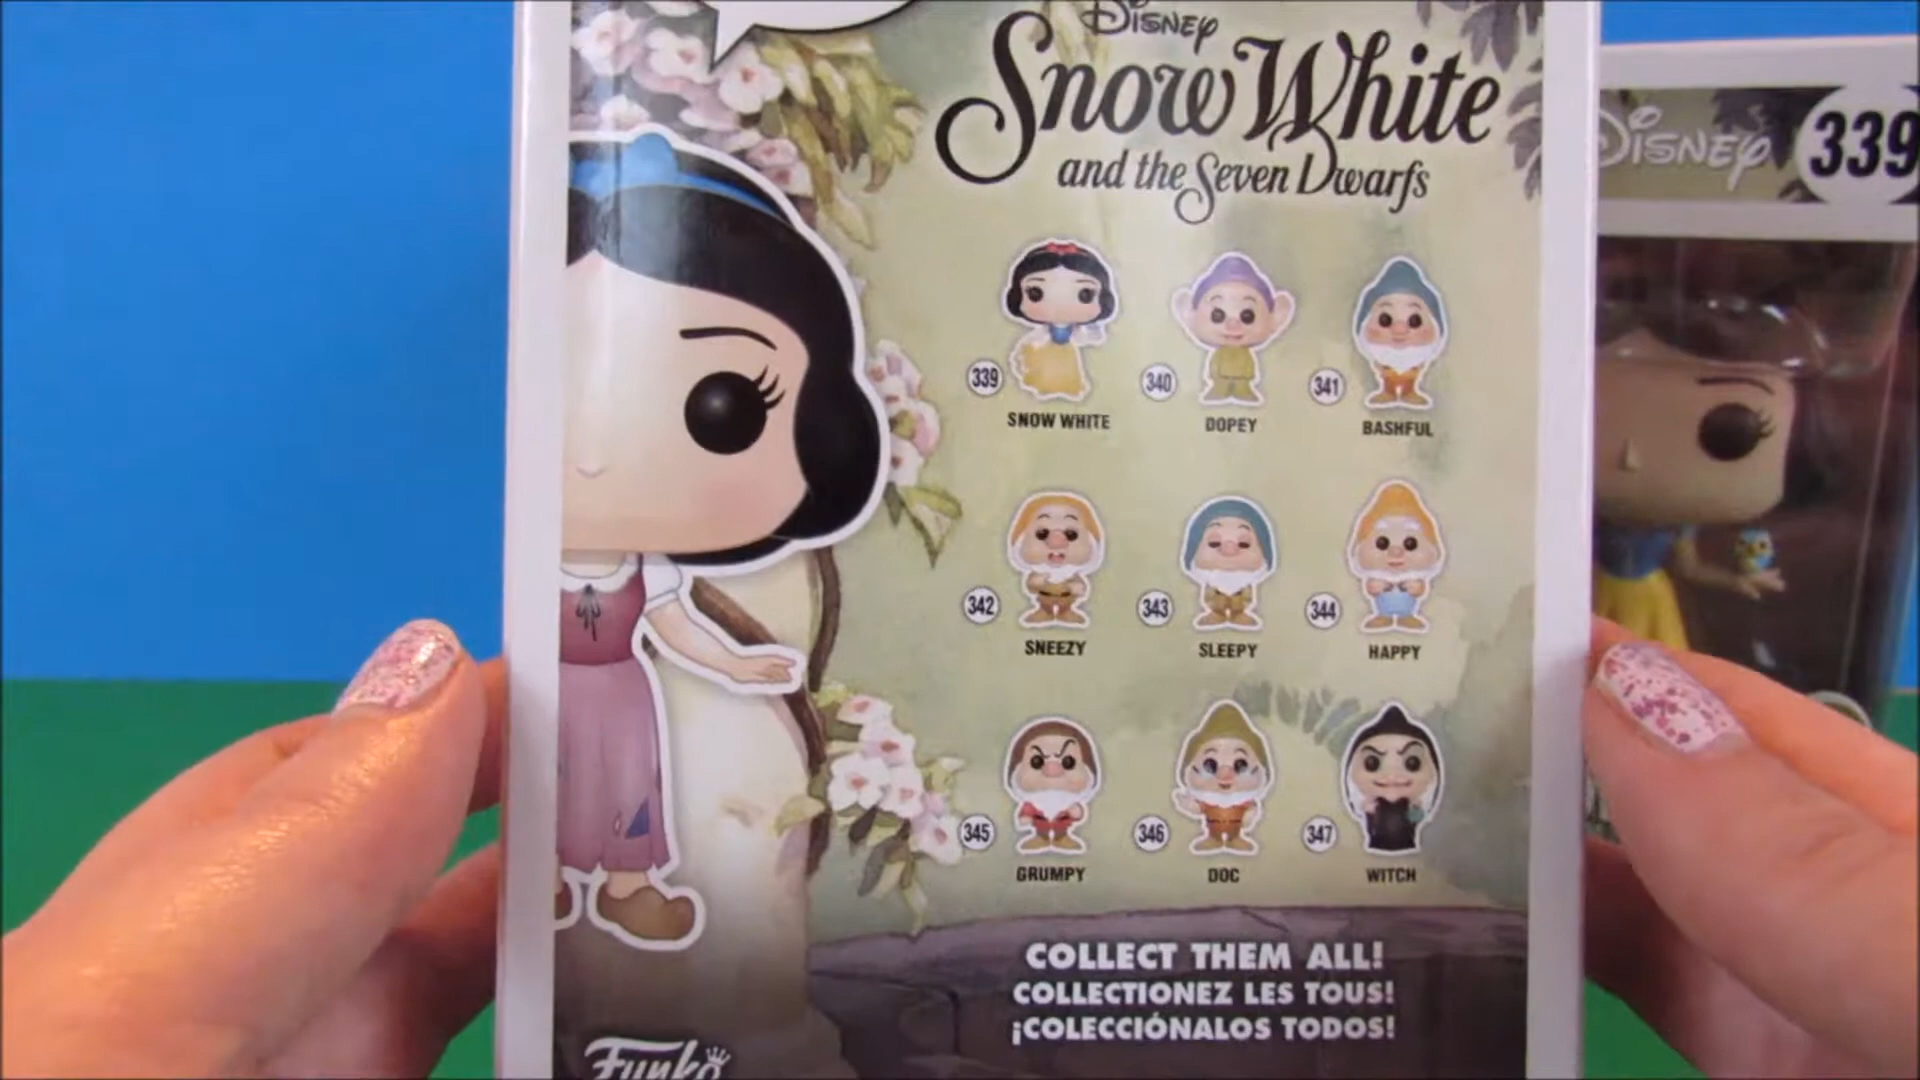 DISNEY
Snow White
and the Seven Dwarfs
339
SNOW WHITE
340
DOPEY
341
BASHFUL
342
SNEEZY
343
SLEEPY
344
HAPPY
345
GRUMPY
346
DOC
347
WITCH
COLLECT THEM ALL!
COLLECTIONEZ LES TOUS!
¡COLECCIÓNALOS TODOS!
Funko
DISNEY
339